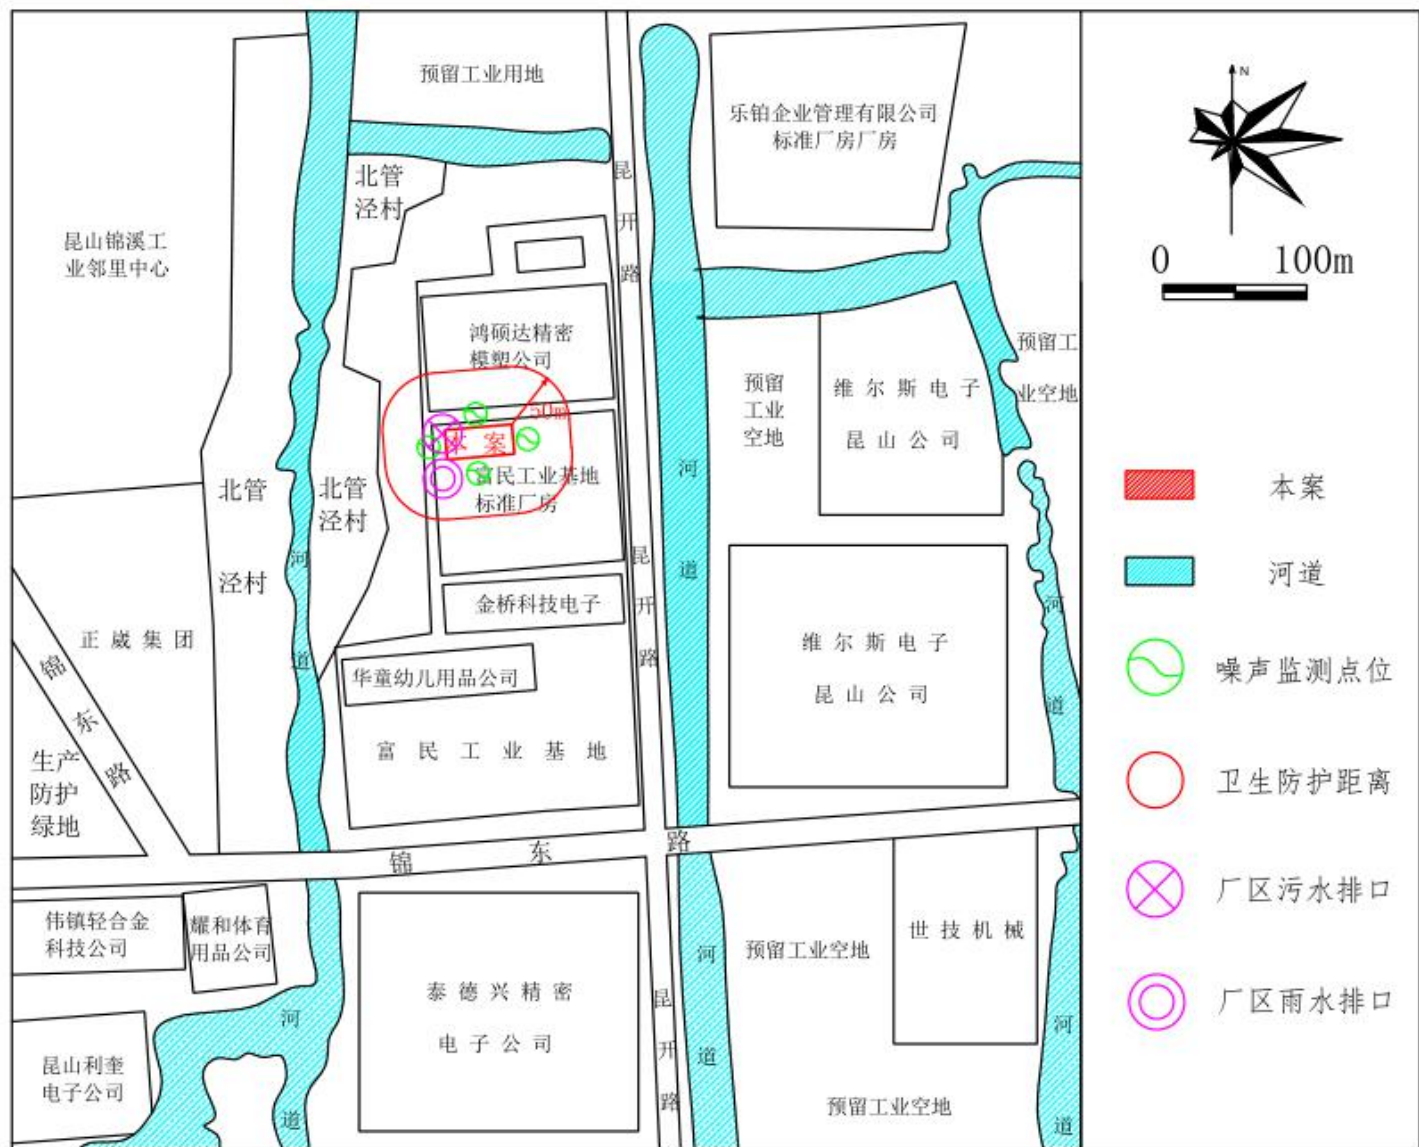 预留工业用地
乐铂企业管理有限公司
标准厂房厂房
N
北管
泾村
昆
开
路
昆山锦溪工
业邻里中心
0 100m
鸿硕达精密
模塑公司
预留
工业
空地
维尔斯电子
昆山公司
预留工
业空地
50m
本案
富民工业基地
标准厂房
北管
泾村
北管
泾村
河
道
河
道
本案
河道
昆
开
路
金桥科技电子
正崴集团
华童幼儿用品公司
维尔斯电子
昆山公司
河
道
噪声监测点位
锦
东
路
富民工业基地
生产
防护
绿地
卫生防护距离
锦东路
厂区污水排口
伟镇轻合金
科技公司
耀和体育
用品公司
预留工业空地
世技机械
泰德兴精密
电子公司
昆
开
路
河
道
河
道
河
道
厂区雨水排口
昆山利奎
电子公司
预留工业空地